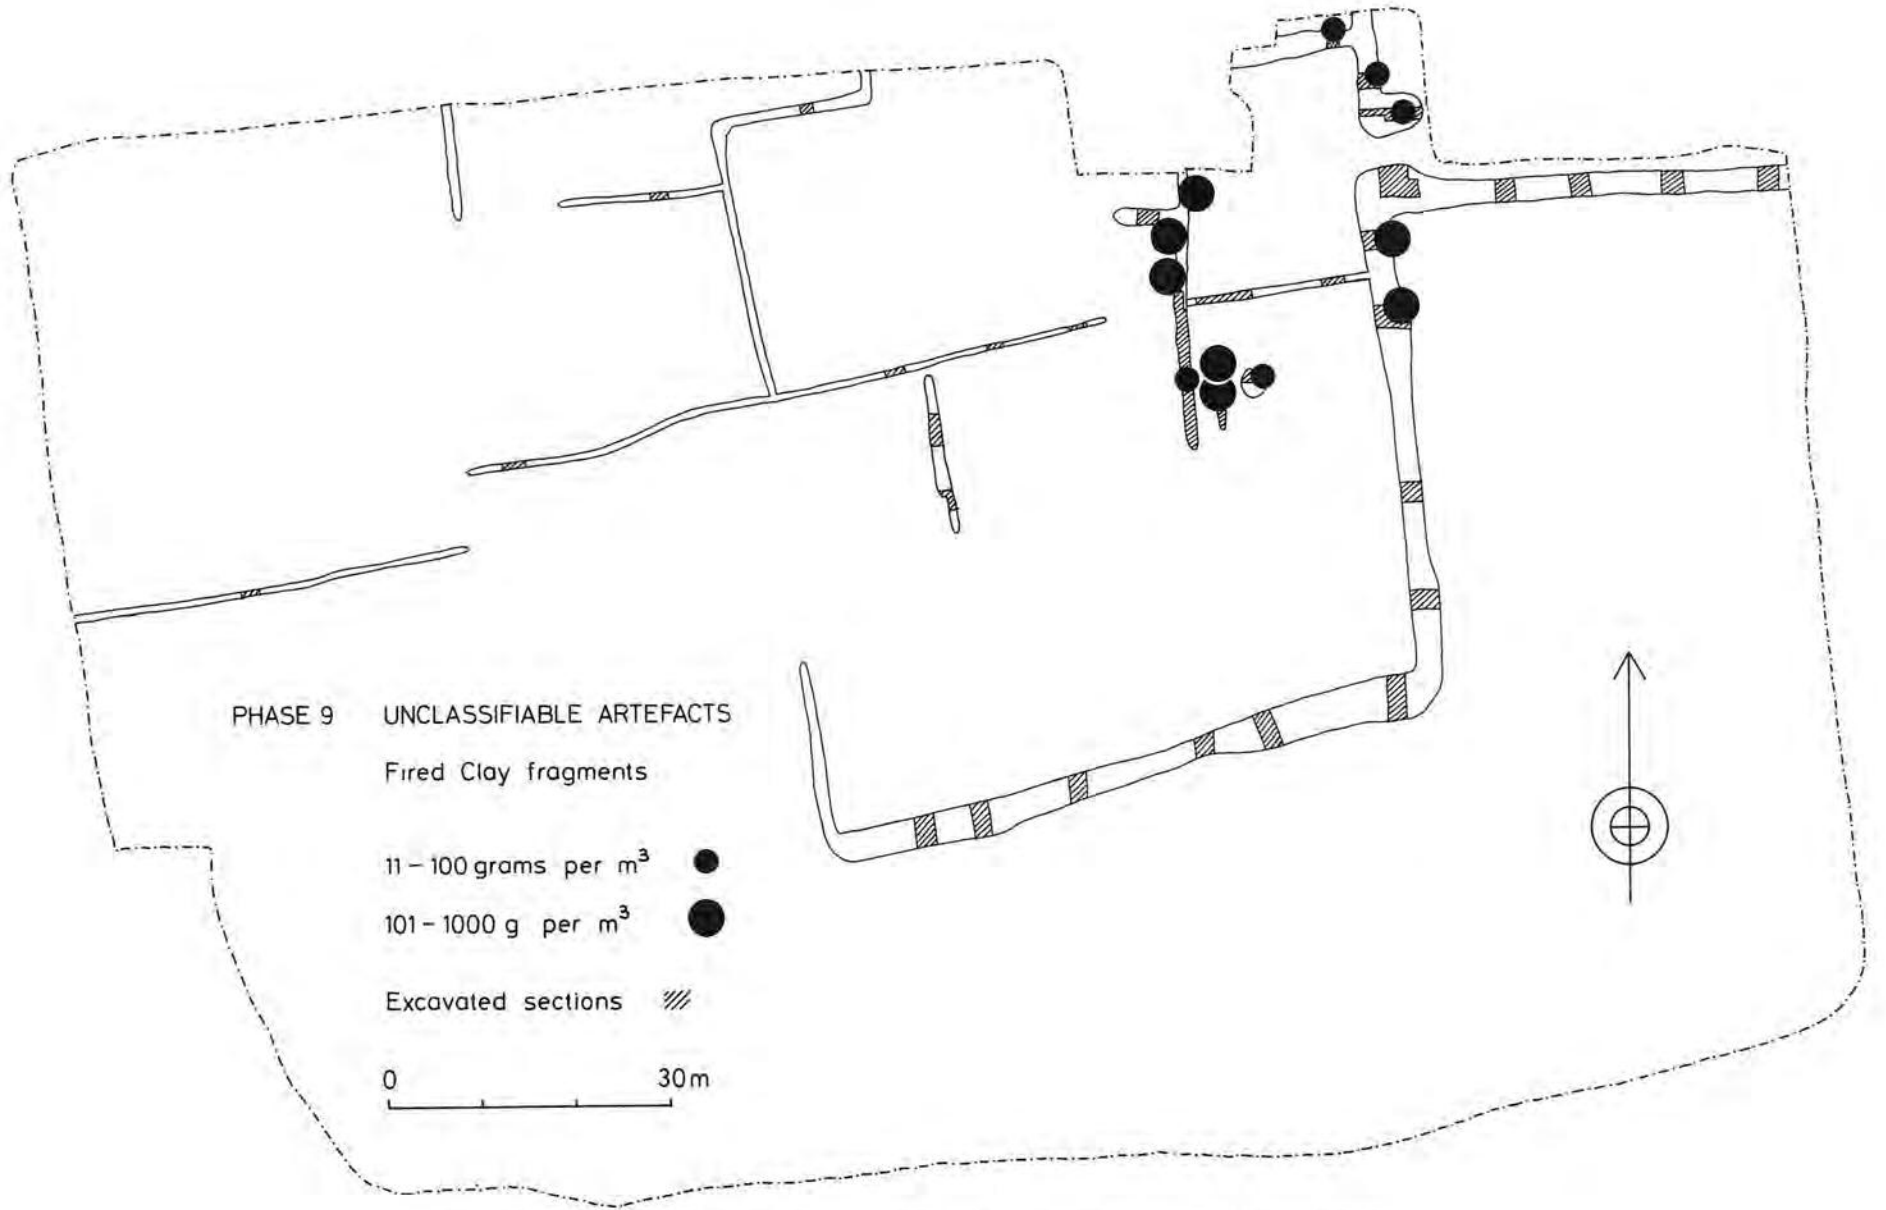 PHASE 9 UNCLASSIFIABLE ARTEFACTS
Fired Clay fragments
11 – 100 grams per m³
101 – 1000 g per m³
Excavated sections
0 30m